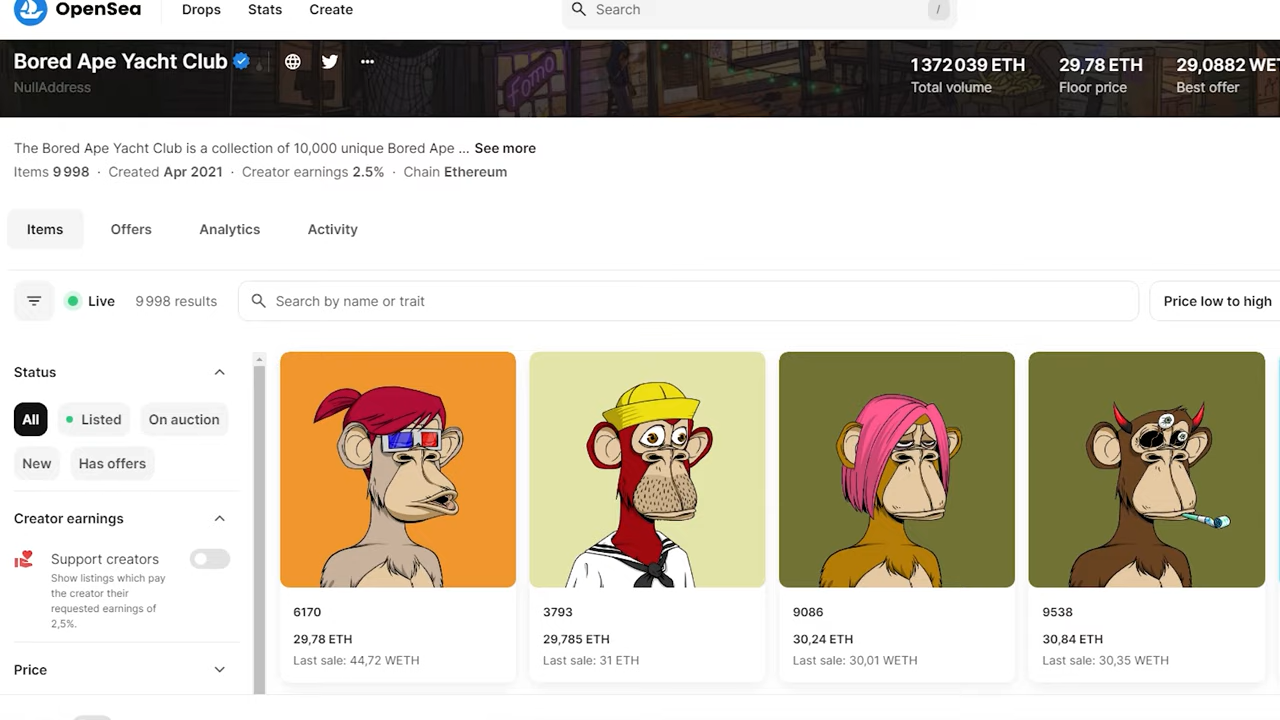 OpenSea
Drops
Stats
Create
Search
/
Bored Ape Yacht Club
NullAddress
fomo
1 372 039 ETH
Total volume
29,78 ETH
Floor price
29,0882 WET
Best offer
The Bored Ape Yacht Club is a collection of 10,000 unique Bored Ape ... See more
Items 9 998 · Created Apr 2021 · Creator earnings 2.5% · Chain Ethereum
Items
Offers
Analytics
Activity
Live
9 998 results
Search by name or trait
Price low to high
Status
All
Listed
On auction
New
Has offers
Creator earnings
Support creators
Show listings which pay
the creator their
requested earnings of
2,5%.
Price
6170
29,78 ETH
Last sale: 44,72 WETH
3793
29,785 ETH
Last sale: 31 ETH
9086
30,24 ETH
Last sale: 30,01 WETH
9538
30,84 ETH
Last sale: 30,35 WETH